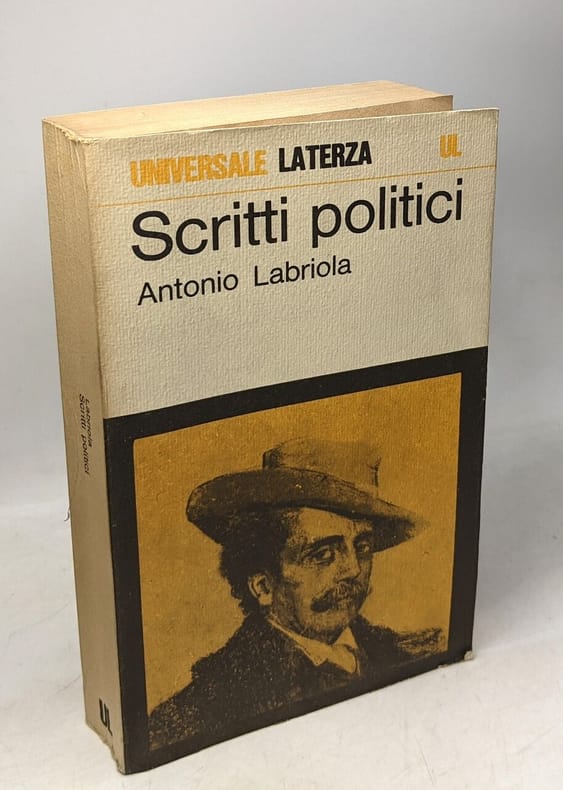 UNIVERSALE LATERZA UL
Scritti politici
Antonio Labriola
Labriola
Scritti politici
UL